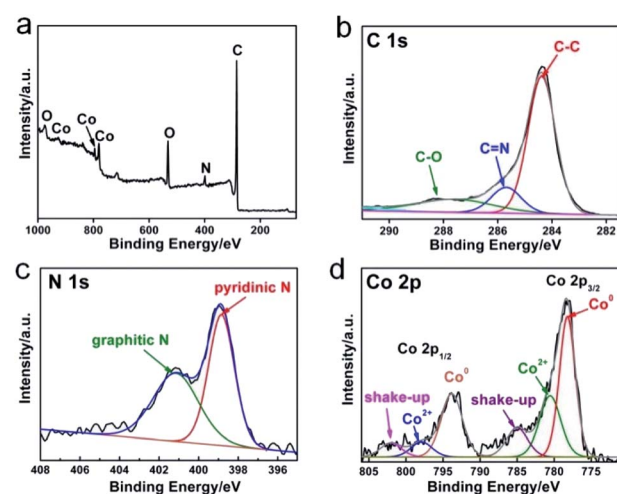 a
Intensity/a.u.
O
Co
Co
Co
O
N
C
1000 800 600 400 200
Binding Energy/eV
b
C 1s
Intensity/a.u.
C-C
C=N
C-O
290 288 286 284 282
Binding Energy/eV
c
N 1s
Intensity/a.u.
pyridinic N
graphitic N
408 406 404 402 400 398 396
Binding Energy/eV
d
Co 2p
Intensity/a.u.
Co 2p3/2
Co⁰
Co 2p1/2
Co²⁺
Co⁰
shake-up
shake-up
Co²⁺
805 800 795 790 785 780 775
Binding Energy/eV